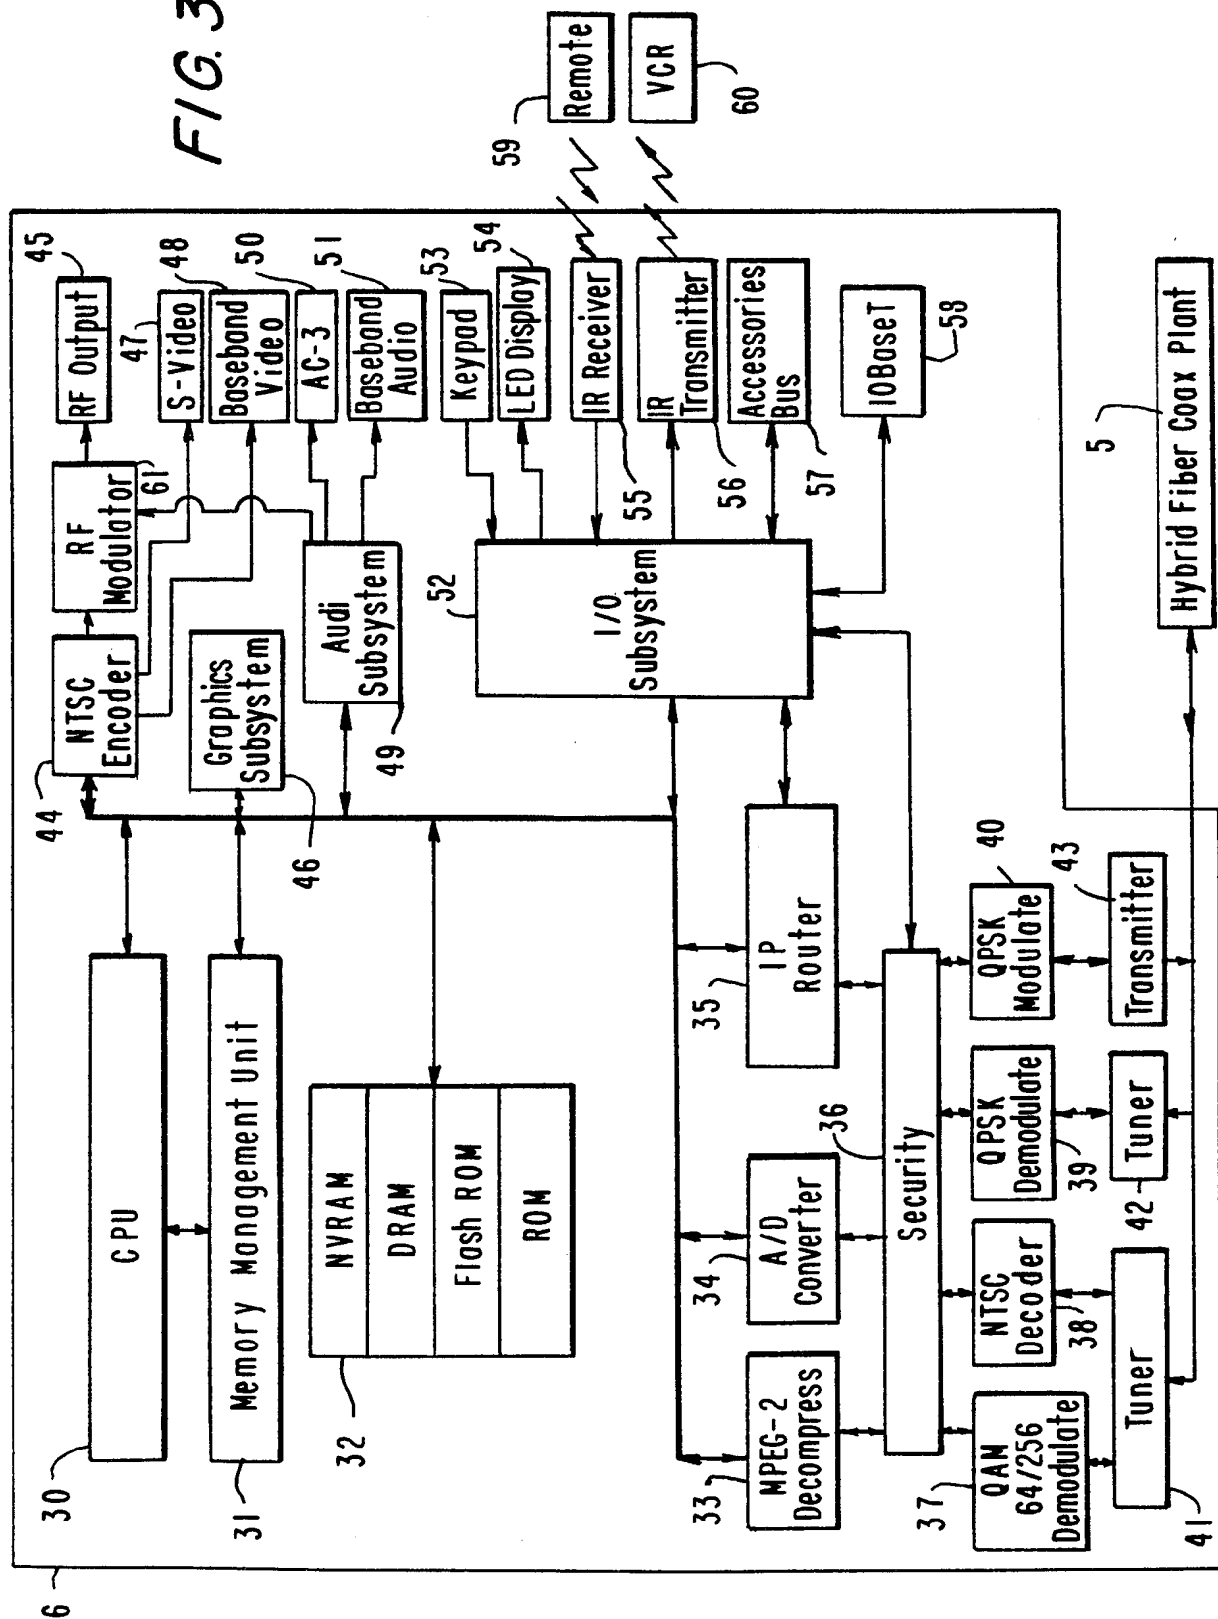 FIG. 3
6
30
CPU
31
Memory Management Unit
32
NVRAM
DRAM
Flash ROM
ROM
44
NTSC
Encoder
RF
Modulator
61
RF Output
45
47
S-Video
Baseband
Video
48
AC-3
50
Baseband
Audio
51
Graphics
Subsystem
46
Audi
Subsystem
49
52
I/O
Subsystem
Keypad
53
LED Display
54
IR Receiver
55
IR
Transmitter
56
Accessories
Bus
57
10BaseT
58
59
Remote
VCR
60
33
MPEG-2
Decompress
34
A/D
Converter
35
IP
Router
36
Security
37
QAM
64/256
Demodulate
NTSC
Decoder
38
QPSK
Demodulate
39
QPSK
Modulate
40
Tuner
41
Tuner
42
Transmitter
43
5
Hybrid Fiber Coax Plant